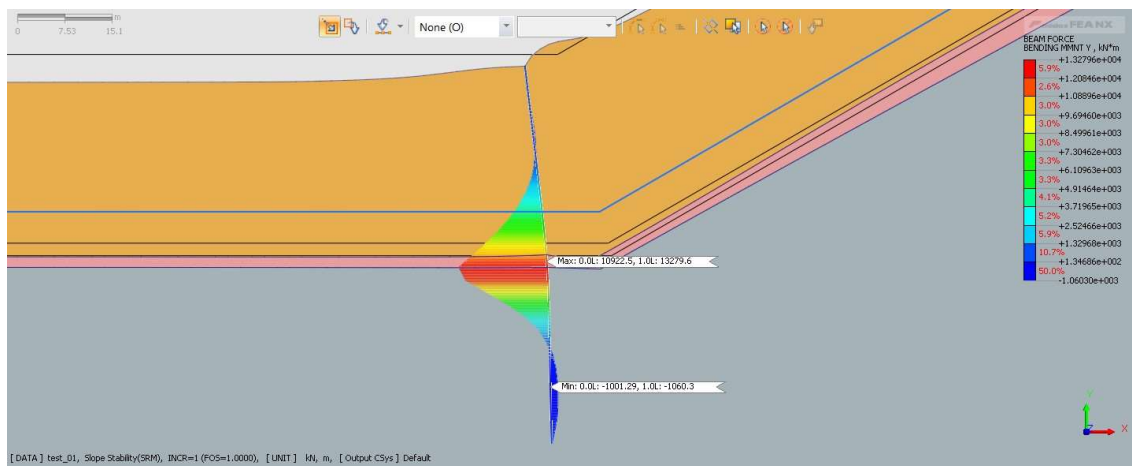 m
0 7.53 15.1
None (O)
FEA NX
BEAM FORCE
BENDING MMNT Y , kN*m
+1.32796e+004
5.9%
+1.20846e+004
2.6%
+1.08896e+004
3.0%
+9.69460e+003
3.0%
+8.49961e+003
3.0%
+7.30462e+003
3.3%
+6.10963e+003
3.3%
+4.91464e+003
4.1%
+3.71965e+003
5.2%
+2.52466e+003
5.9%
+1.32968e+003
10.7%
+1.34686e+002
50.0%
-1.06030e+003
Max: 0.0L: 10922.5, 1.0L: 13279.6
Min: 0.0L: -1001.29, 1.0L: -1060.3
Y
Z
X
[ DATA ] test_01, Slope Stability(SRM), INCR=1 (FOS=1.0000), [ UNIT ] kN, m, [ Output CSys ] Default